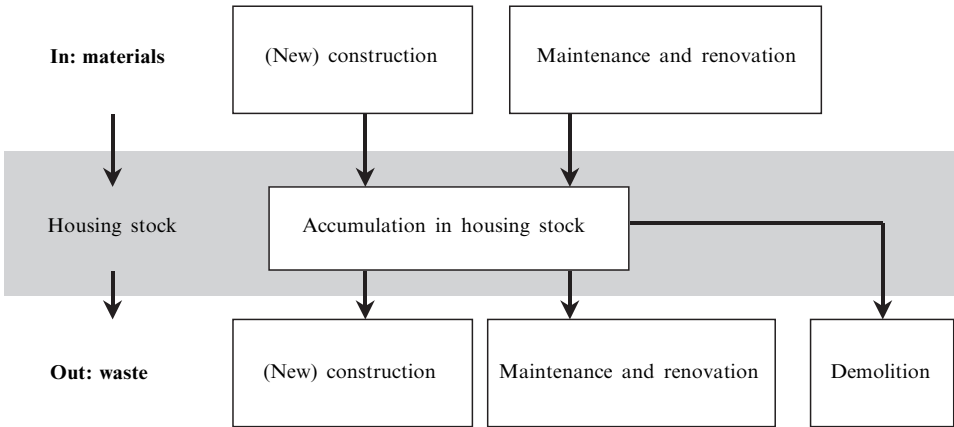 In: materials
(New) construction
Maintenance and renovation
Housing stock
Accumulation in housing stock
Out: waste
(New) construction
Maintenance and renovation
Demolition